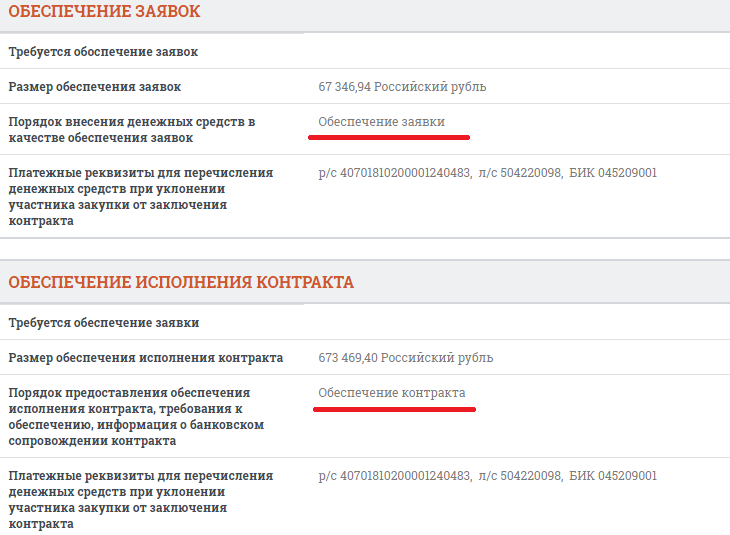 ОБЕСПЕЧЕНИЕ ЗАЯВОК
Требуется обоспечение заявок
Размер обеспечения заявок 67 346,94 Российский рубль
Порядок внесения денежных средств в Обеспечение заявки
качестве обеспечения заявок
Платежные реквизиты для перечисления р/с 40701810200001240483, л/с 504220098, БИК 045209001
денежных средств при уклонении
участника закупки от заключения
контракта
ОБЕСПЕЧЕНИЕ ИСПОЛНЕНИЯ КОНТРАКТА
Требуется обеспечение заявки
Размер обеспечения исполнения контракта 673 469,40 Российский рубль
Порядок предоставления обеспечения Обеспечение контракта
исполнения контракта, требования к
обеспечению, информация о банковском
сопровождении контракта
Платежные реквизиты для перечисления р/с 40701810200001240483, л/с 504220098, БИК 045209001
денежных средств при уклонении
участника закупки от заключения
контракта